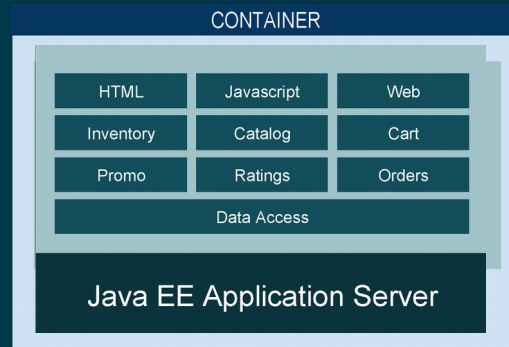 CONTAINER
HTML Javascript Web
Inventory Catalog Cart
Promo Ratings Orders
Data Access
Java EE Application Server